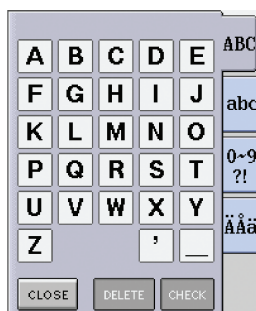 A B C D E
F G H I J
K L M N O
P Q R S T
U V W X Y
Z ' _
CLOSE DELETE CHECK
ABC
abc
0~9
?!
ÄÅä